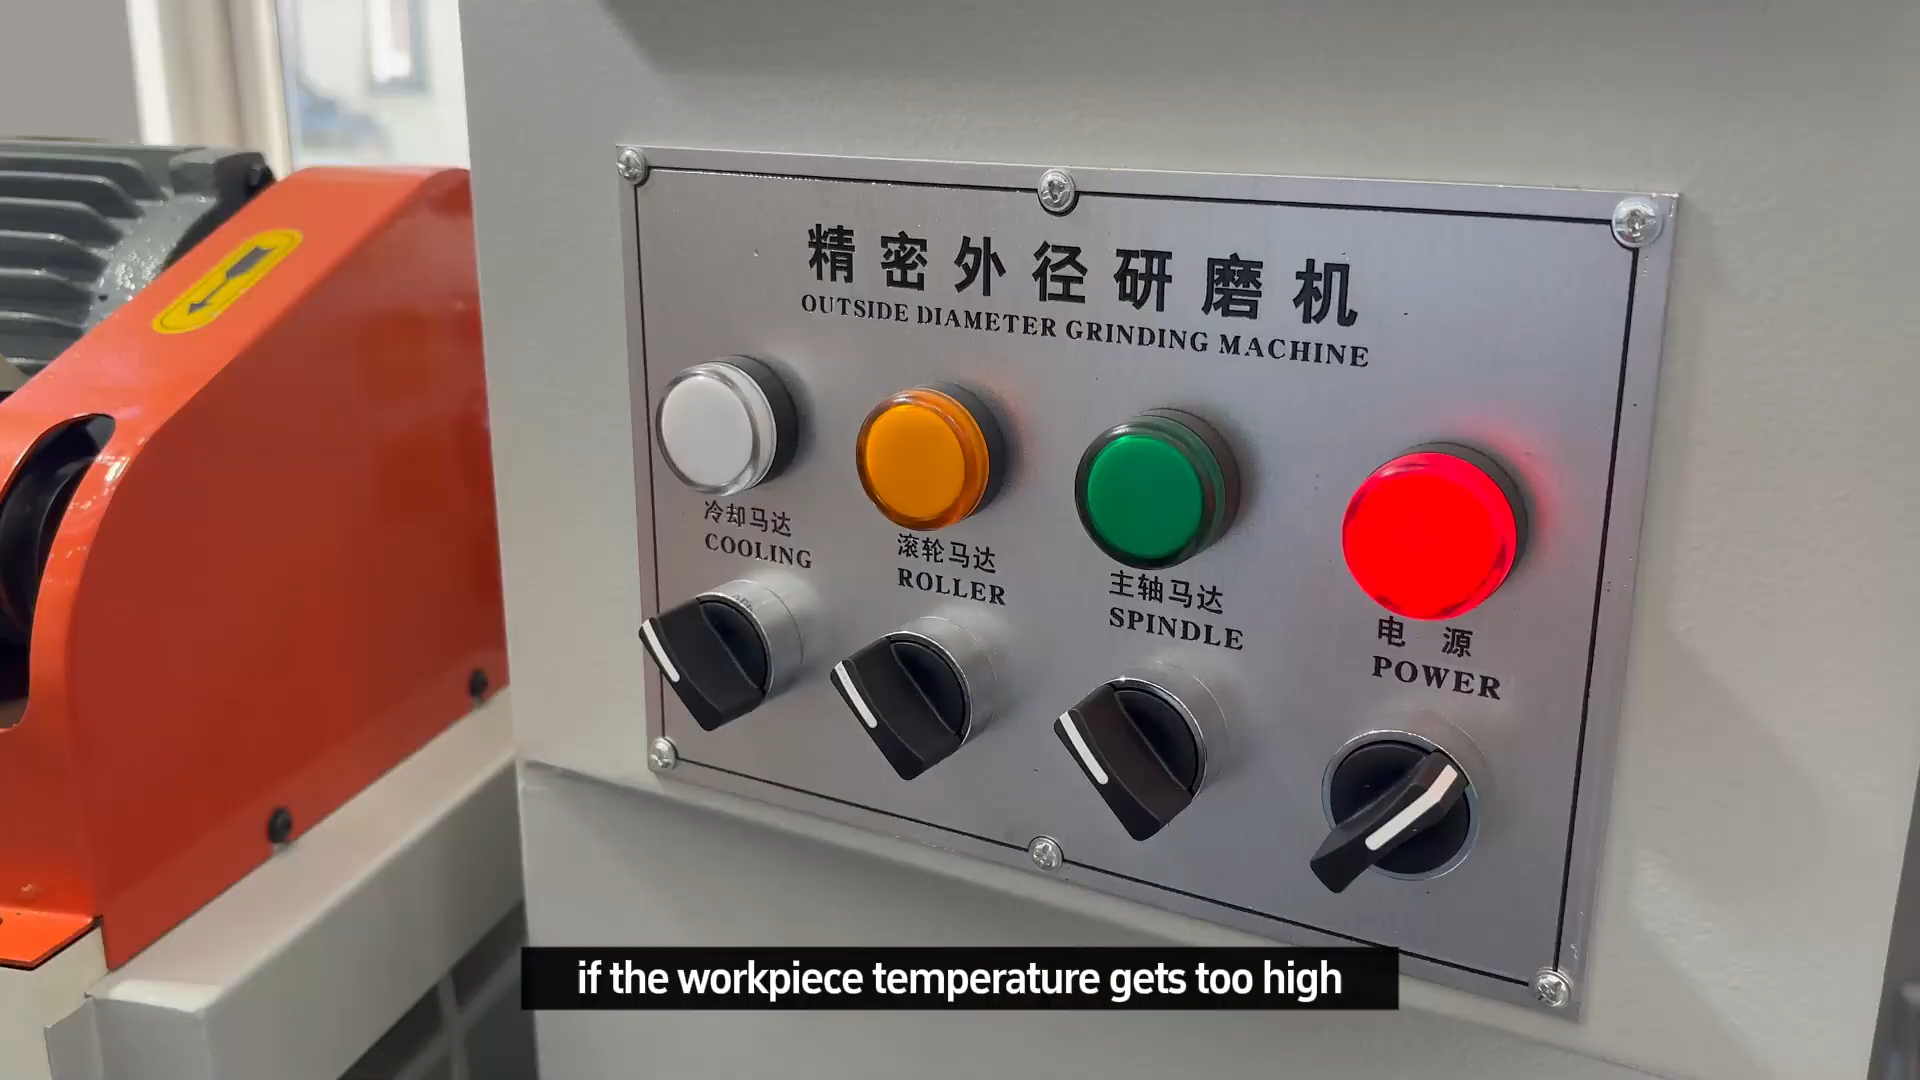 精密外径研磨机
OUTSIDE DIAMETER GRINDING MACHINE
冷却马达
COOLING
滚轮马达
ROLLER
主轴马达
SPINDLE
电源
POWER
if the workpiece temperature gets too high